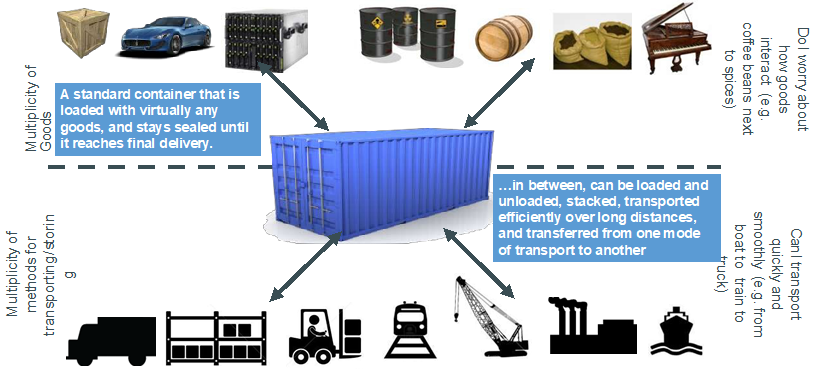 Multiplicity of
Goods
A standard container that is
loaded with virtually any
goods, and stays sealed until
it reaches final delivery.
Do I worry about
how goods
interact (e.g.
coffee beans next
to spices)
Multiplicity of
methods for
transporting/storin
g
…in between, can be loaded and
unloaded, stacked, transported
efficiently over long distances,
and transferred from one mode
of transport to another
Can I transport
quickly and
smoothly (e.g. from
boat to train to
truck)